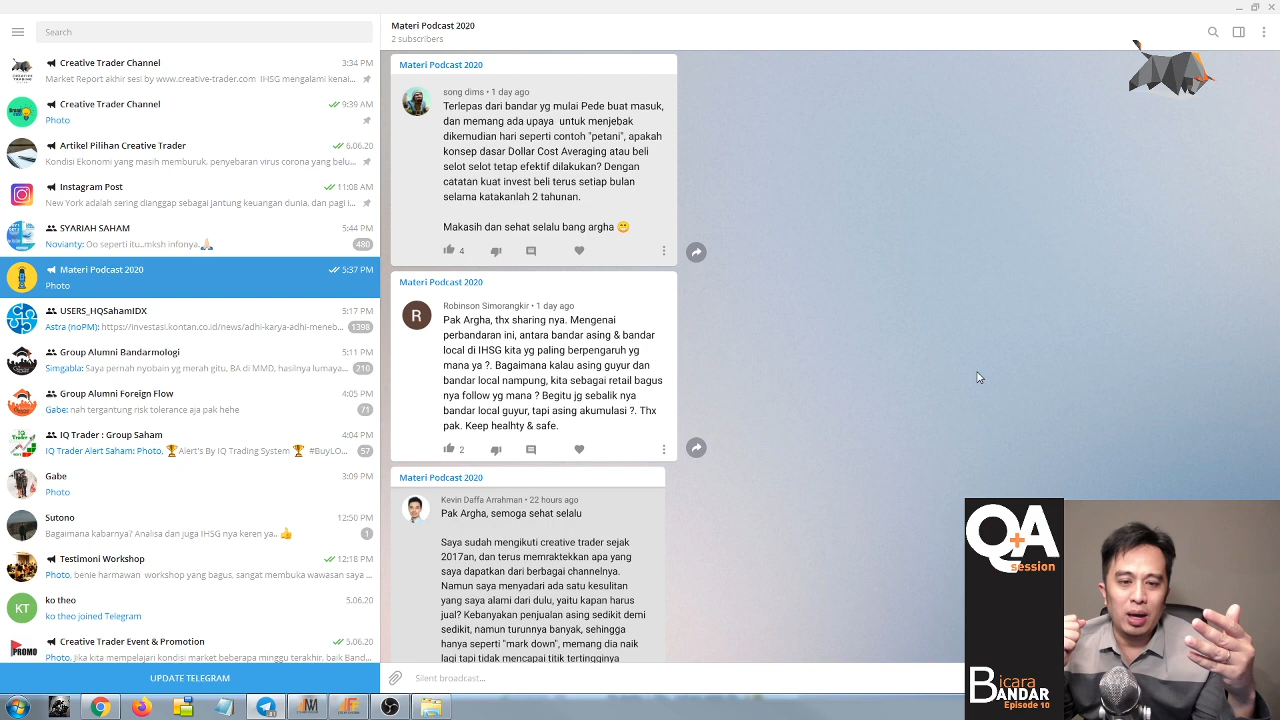 Search
Creative Trader Channel
3:34 PM
Market Report akhir sesi by www.creative-trader.com IHSG mengalami kenai...
Creative Trader Channel
9:39 AM
Photo
Artikel Pilihan Creative Trader
6.06.20
Kondisi Ekonomi yang masih memburuk, penyebaran virus corona yang belu...
Instagram Post
11:08 AM
New York adalah sering dianggap sebagai jantung keuangan dunia, dan pagi i...
SYARIAH SAHAM
5:44 PM
Novianty: Oo seperti itu..mksh infonya.🙏🏻
480
Materi Podcast 2020
5:37 PM
Photo
USERS_HQSahamIDX
5:17 PM
Astra (noPM): https://investasi.kontan.co.id/news/adhi-karya-adhi-meneb...
1398
Group Alumni Bandarmologi
5:11 PM
Simgabla: Saya pernah nyobain yg merah gitu, BA di MMD, hasilnya lumaya...
210
Group Alumni Foreign Flow
4:05 PM
Gabe: nah tergantung risk tolerance aja pak hehe
71
IQ Trader : Group Saham
4:04 PM
IQ Trader Alert Saham: Photo, 🏆Alert's By IQ Trading System 🏆 #BuyLO...
57
Gabe
3:09 PM
Photo
Sutono
12:50 PM
Bagaimana kabarnya? Analisa dan juga IHSG nya keren ya.. 👍
1
Testimoni Workshop
12:18 PM
Photo, benie harmawan workshop yang bagus, sangat membuka wawasan saya ...
KT
ko theo
5.06.20
ko theo joined Telegram
PROMO
Creative Trader Event & Promotion
5.06.20
Photo, Jika kita mempelajari kondisi market beberapa minggu terakhir, baik Band...
UPDATE TELEGRAM
Materi Podcast 2020
2 subscribers
Materi Podcast 2020
song dims • 1 day ago
Terlepas dari bandar yg mulai Pede buat masuk,
dan memang ada upaya untuk menjebak
dikemudian hari seperti contoh "petani", apakah
konsep dasar Dollar Cost Averaging atau beli
selot selot tetap efektif dilakukan? Dengan
catatan kuat invest beli terus setiap bulan
selama katakanlah 2 tahunan.
Makasih dan sehat selalu bang argha 😁
4
Materi Podcast 2020
R
Robinson Simorangkir • 1 day ago
Pak Argha, thx sharing nya. Mengenai
perbandaran ini, antara bandar asing & bandar
local di IHSG kita yg paling berpengaruh yg
mana ya ?. Bagaimana kalau asing guyur dan
bandar local nampung, kita sebagai retail bagus
nya follow yg mana ? Begitu jg sebalik nya
bandar local guyur, tapi asing akumulasi ?. Thx
pak. Keep healhty & safe.
2
Materi Podcast 2020
Kevin Daffa Arrahman • 22 hours ago
Pak Argha, semoga sehat selalu
Saya sudah mengikuti creative trader sejak
2017an, dan terus memraktekkan apa yang
saya dapatkan dari berbagai channelnya.
Namun saya menyadari ada satu kesulitan
yang saya alami dari dulu, yaitu kapan harus
jual? Kebanyakan penjualan asing sedikit demi
sedikit, namun turunnya banyak, sehingga
hanya seperti "mark down", memang dia naik
lagi tapi tidak mencapai titik tertingginya
Silent broadcast...
Q+A
session
Bicara
BANDAR
Episode 10